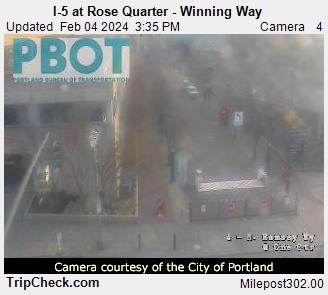 I-5 at Rose Quarter - Winning Way
Updated Feb 04 2024 3:35 PM Camera 4
PBOT
PORTLAND BUREAU OF TRANSPORTATION
Camera courtesy of the City of Portland
TripCheck.com Milepost302.00